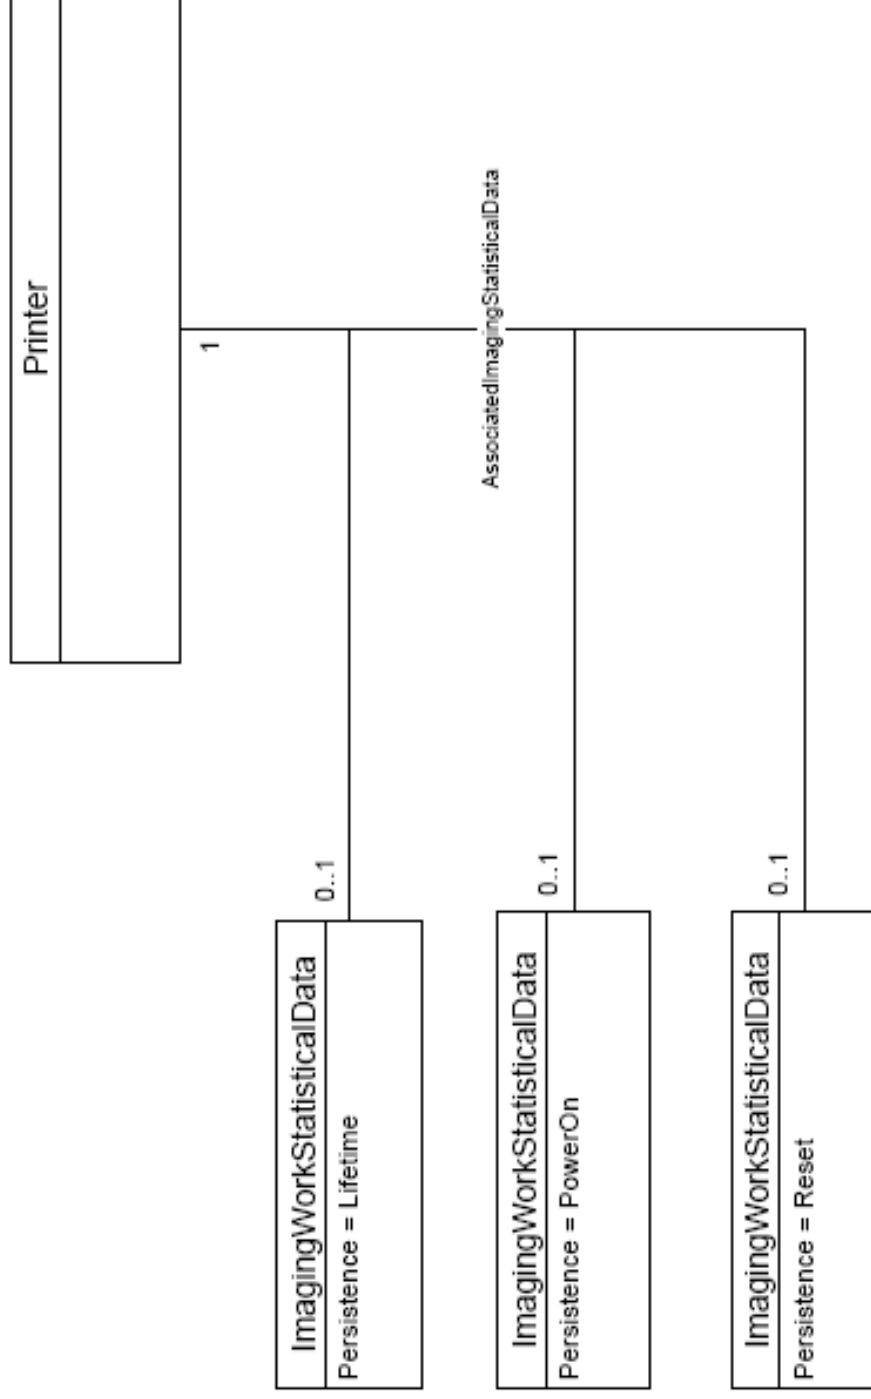 Printer
1
AssociatedImagingStatisticalData
0..1
ImagingWorkStatisticalData
Persistence = Lifetime
0..1
ImagingWorkStatisticalData
Persistence = PowerOn
0..1
ImagingWorkStatisticalData
Persistence = Reset